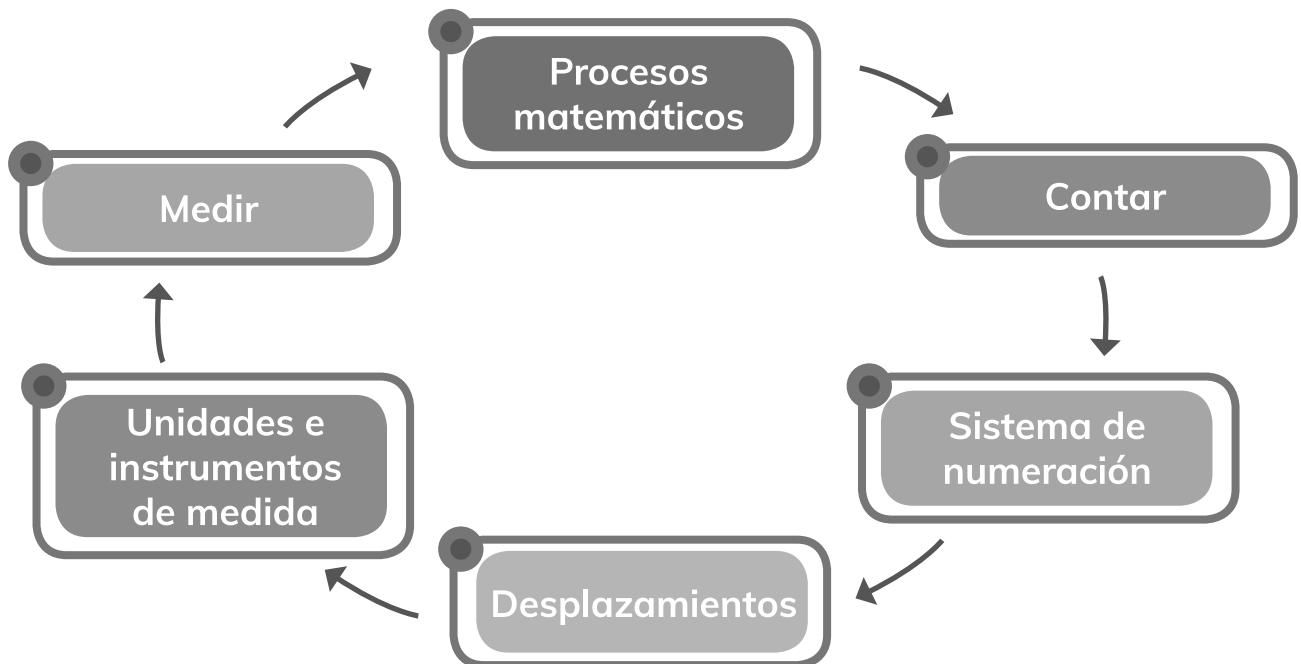 Procesos
matemáticos
Contar
Sistema de
numeración
Desplazamientos
Unidades e
instrumentos
de medida
Medir